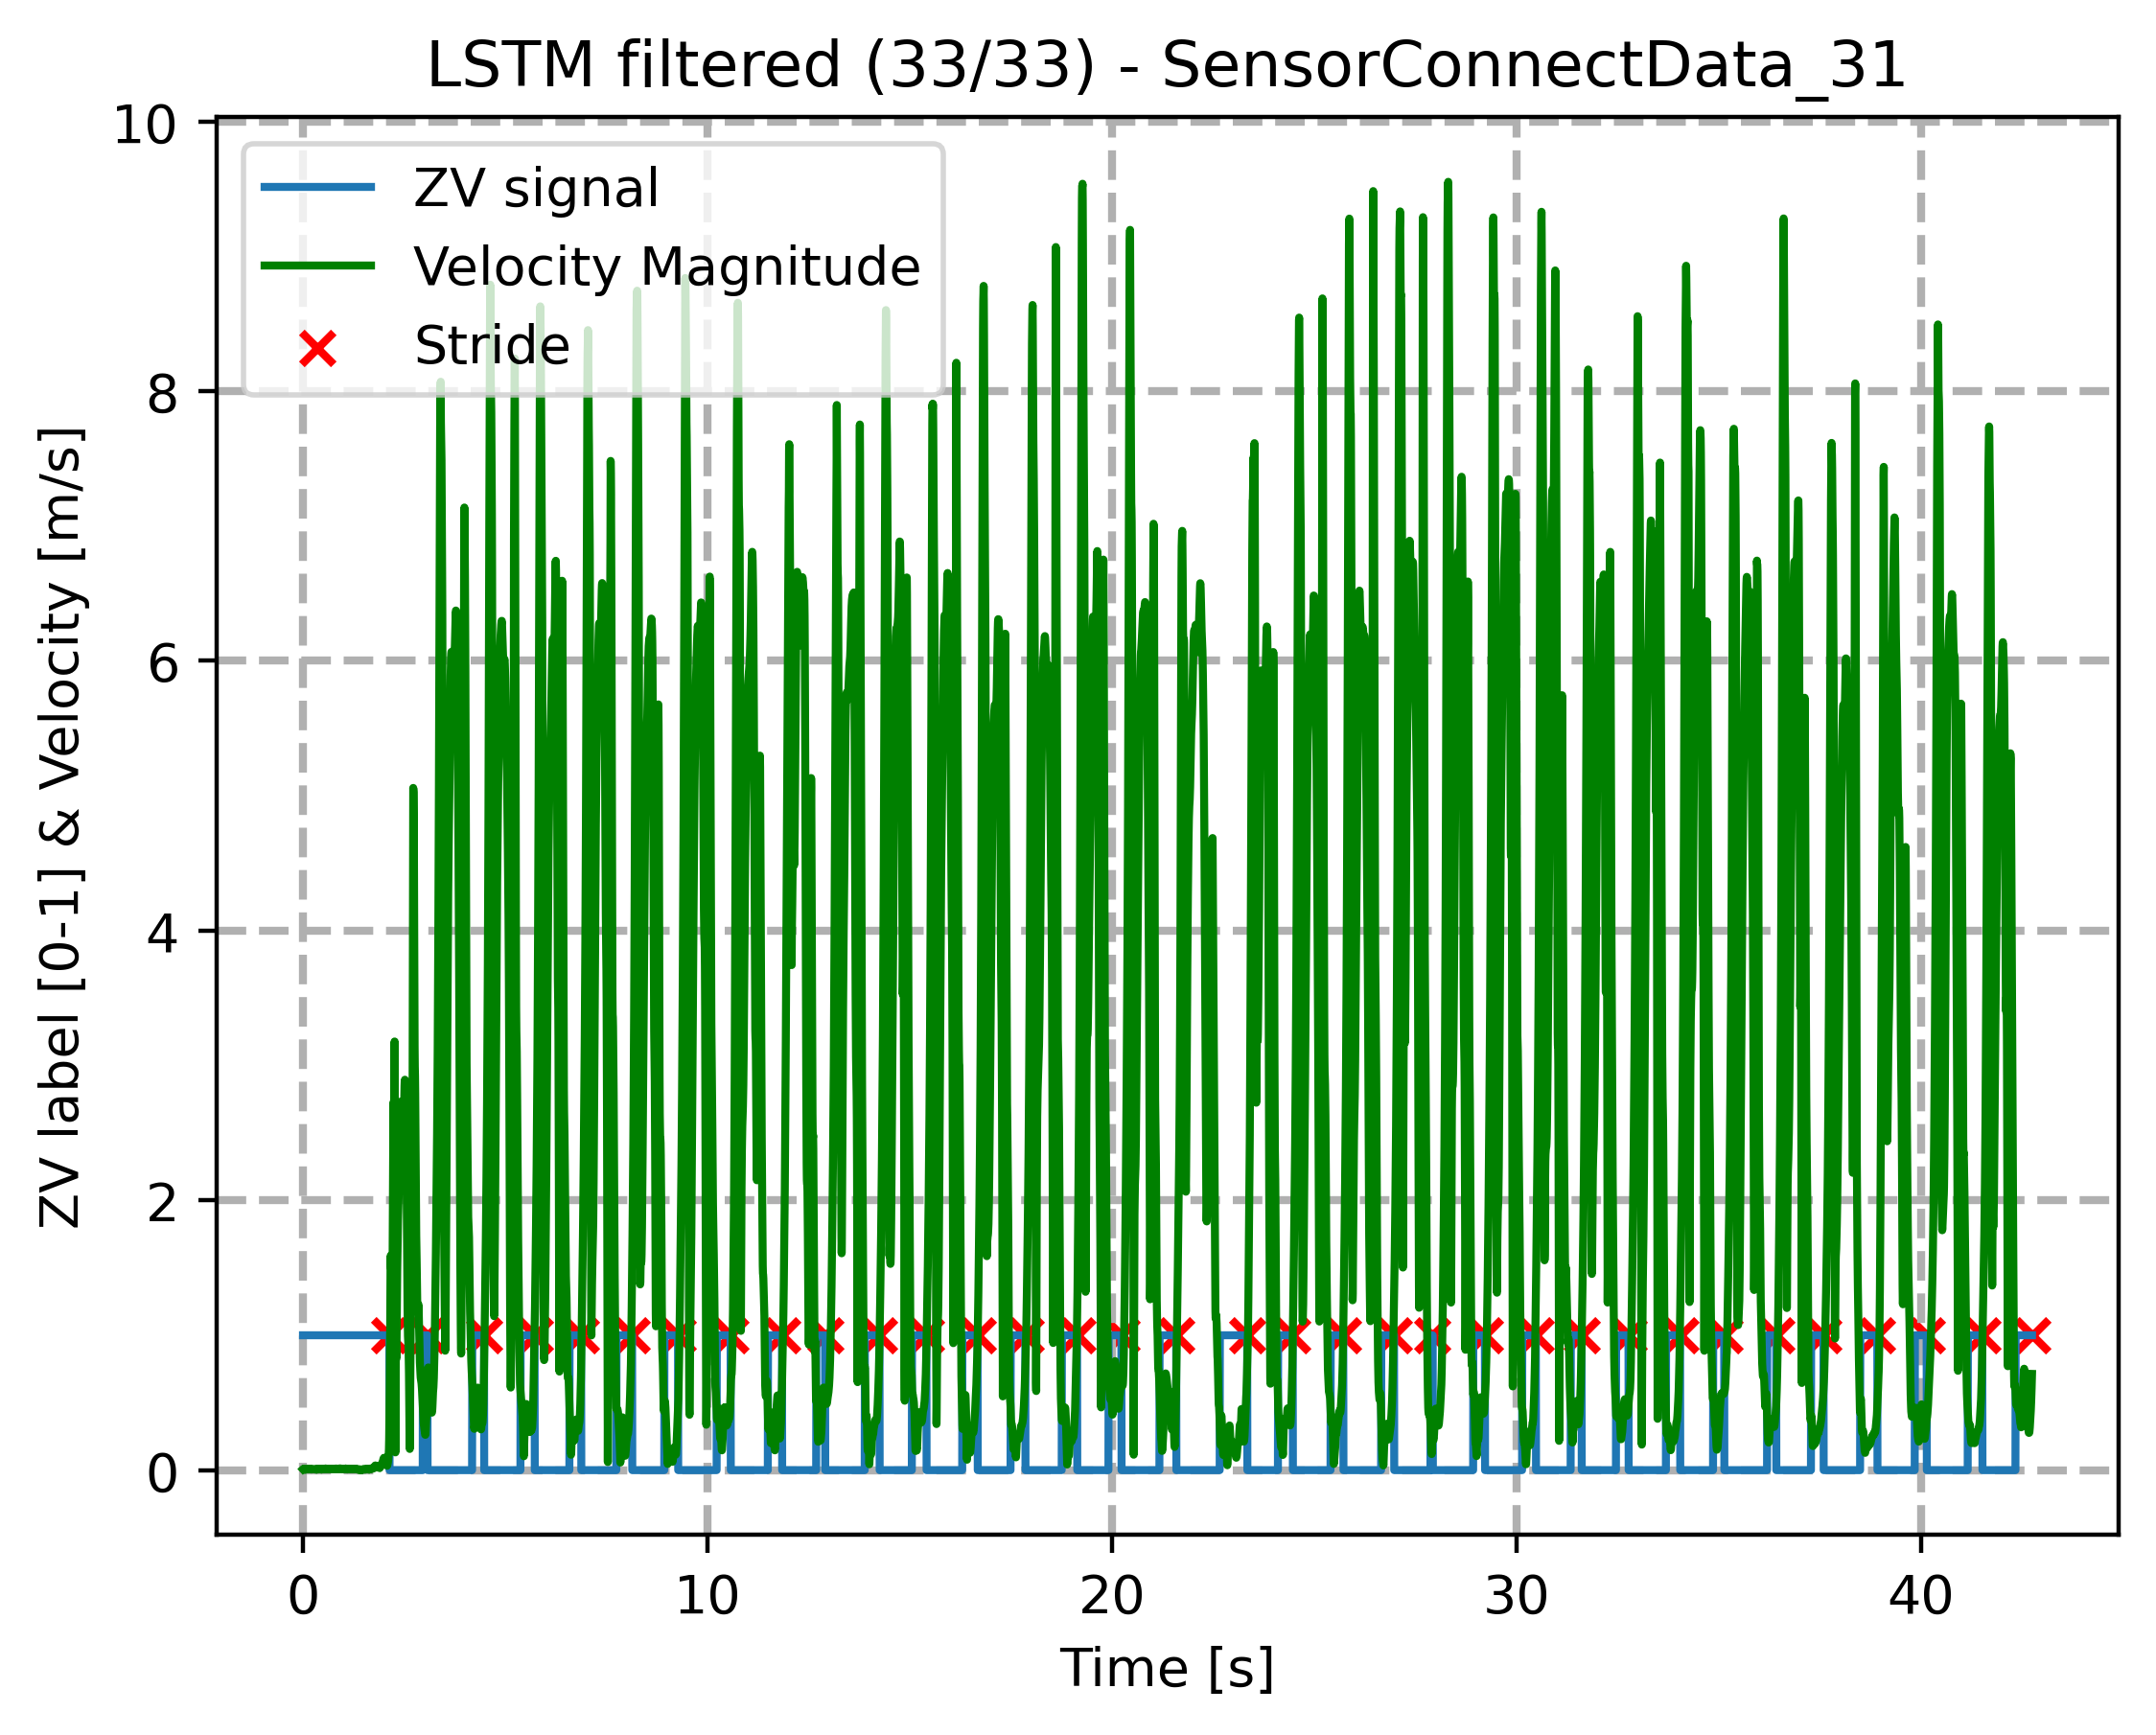 LSTM filtered (33/33) - SensorConnectData_31
ZV signal
Velocity Magnitude
Stride
ZV label [0-1] & Velocity [m/s]
10
8
6
4
2
0
0 10 20 30 40
Time [s]